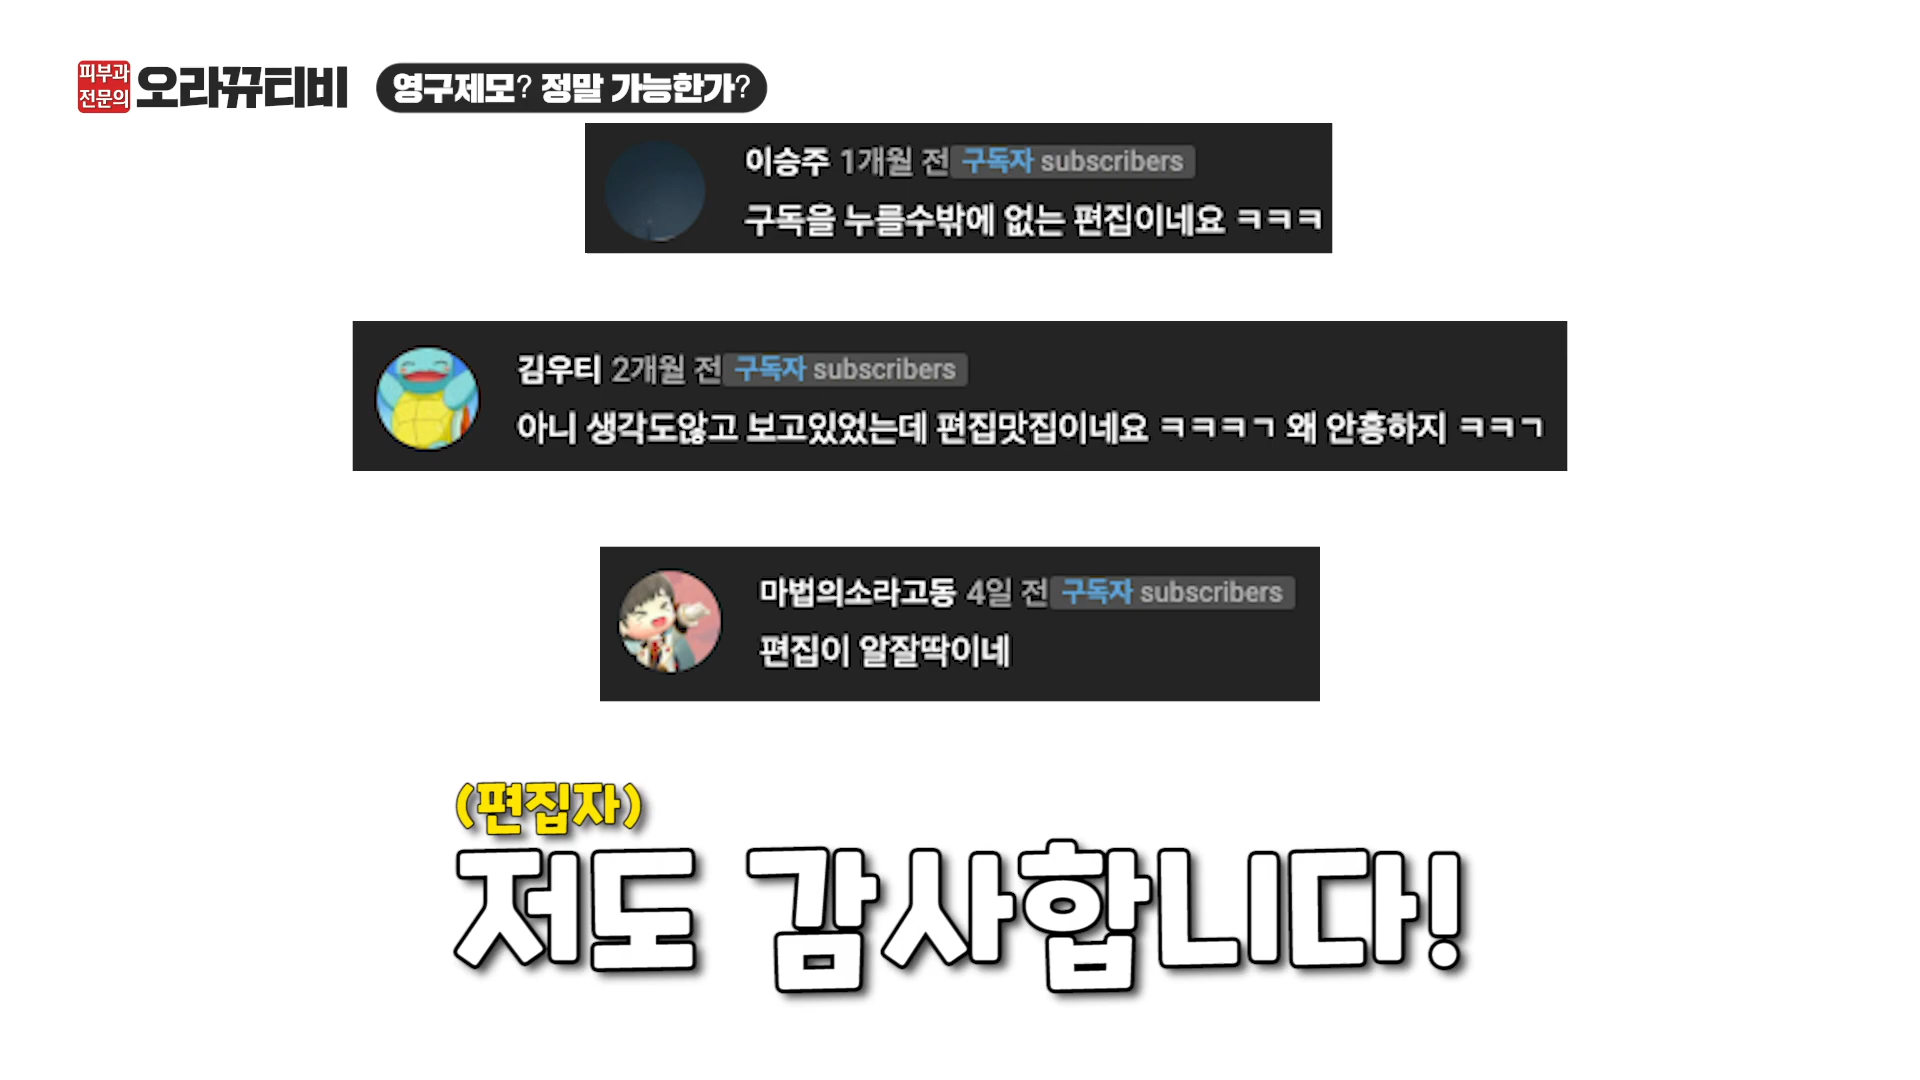 피부과
전문의
오라뀨티비
영구제모? 정말 가능한가?
이승주 1개월 전 구독자 subscribers
구독을 누를수밖에 없는 편집이네요 ㅋㅋㅋ
김우티 2개월 전 구독자 subscribers
아니 생각도않고 보고있었는데 편집맛집이네요 ㅋㅋㅋㄱ 왜 안흥하지 ㅋㅋㄱ
마법의소라고동 4일 전 구독자 subscribers
편집이 알잘딱이네
(편집자)
저도 감사합니다!